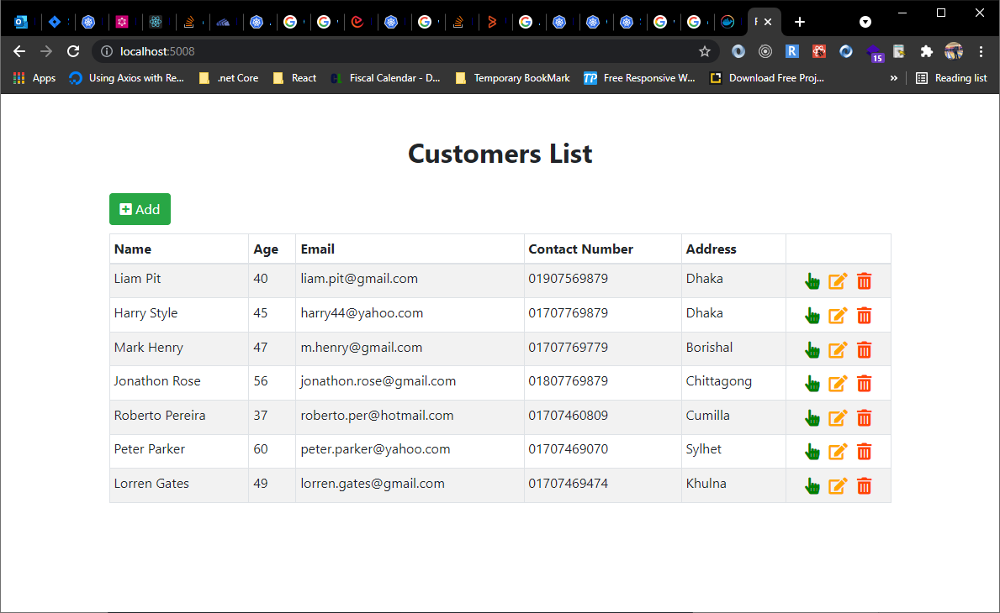 F
localhost:5008
R
15
Apps Using Axios with Re... .net Core React CL Fiscal Calendar - D... Temporary BookMark TP Free Responsive W... Download Free Proj... » Reading list
Customers List
Add
Name Age Email Contact Number Address
Liam Pit 40 liam.pit@gmail.com 01907569879 Dhaka
Harry Style 45 harry44@yahoo.com 01707769879 Dhaka
Mark Henry 47 m.henry@gmail.com 01707769779 Borishal
Jonathon Rose 56 jonathon.rose@gmail.com 01807769879 Chittagong
Roberto Pereira 37 roberto.per@hotmail.com 01707460809 Cumilla
Peter Parker 60 peter.parker@yahoo.com 01707469070 Sylhet
Lorren Gates 49 lorren.gates@gmail.com 01707469474 Khulna